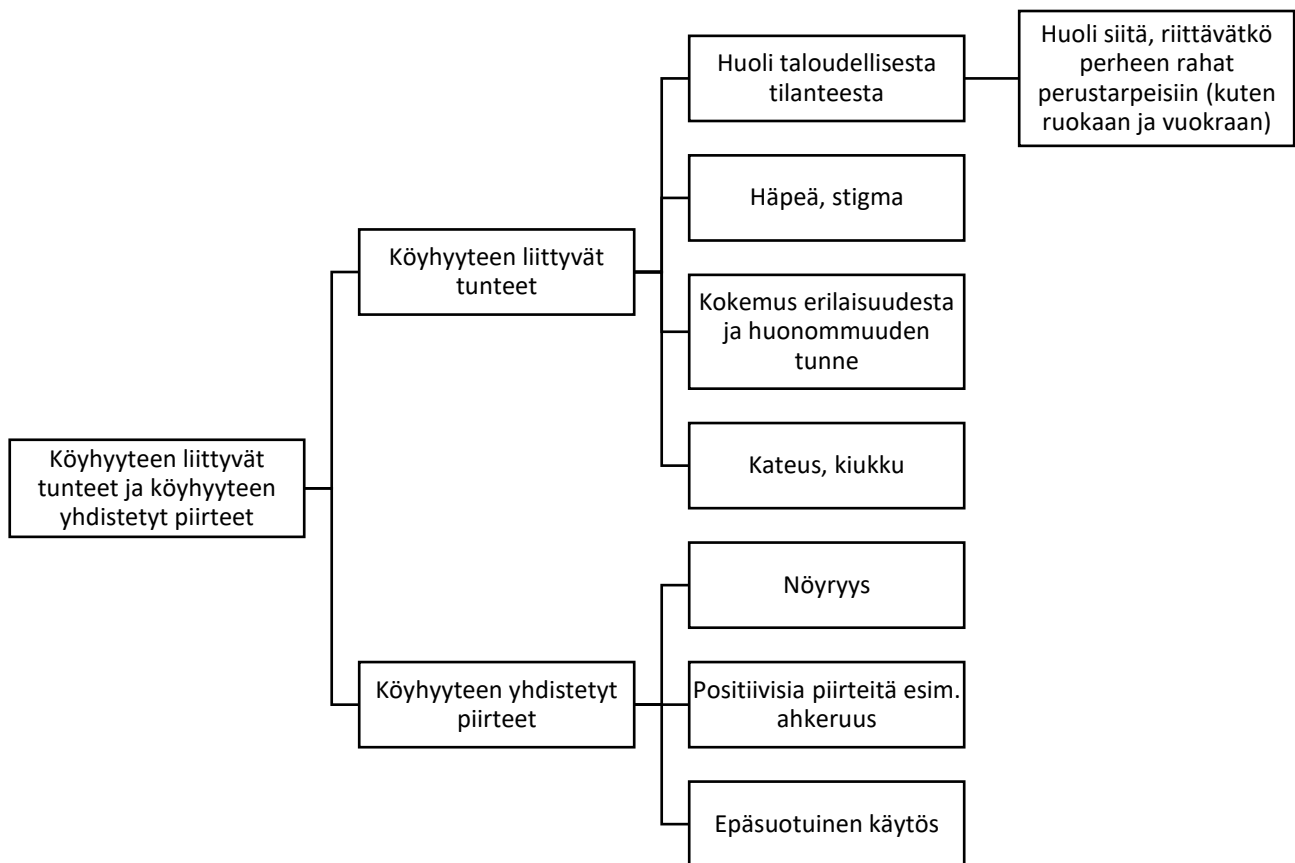 Huoli taloudellisesta
tilanteesta
Huoli siitä, riittävätkö
perheen rahat
perustarpeisiin (kuten
ruokaan ja vuokraan)
Häpeä, stigma
Köyhyyteen liittyvät
tunteet
Kokemus erilaisuudesta
ja huonommuuden
tunne
Kateus, kiukku
Köyhyyteen liittyvät
tunteet ja köyhyyteen
yhdistetyt piirteet
Nöyryys
Köyhyyteen yhdistetyt
piirteet
Positiivisia piirteitä esim.
ahkeruus
Epäsuotuinen käytös